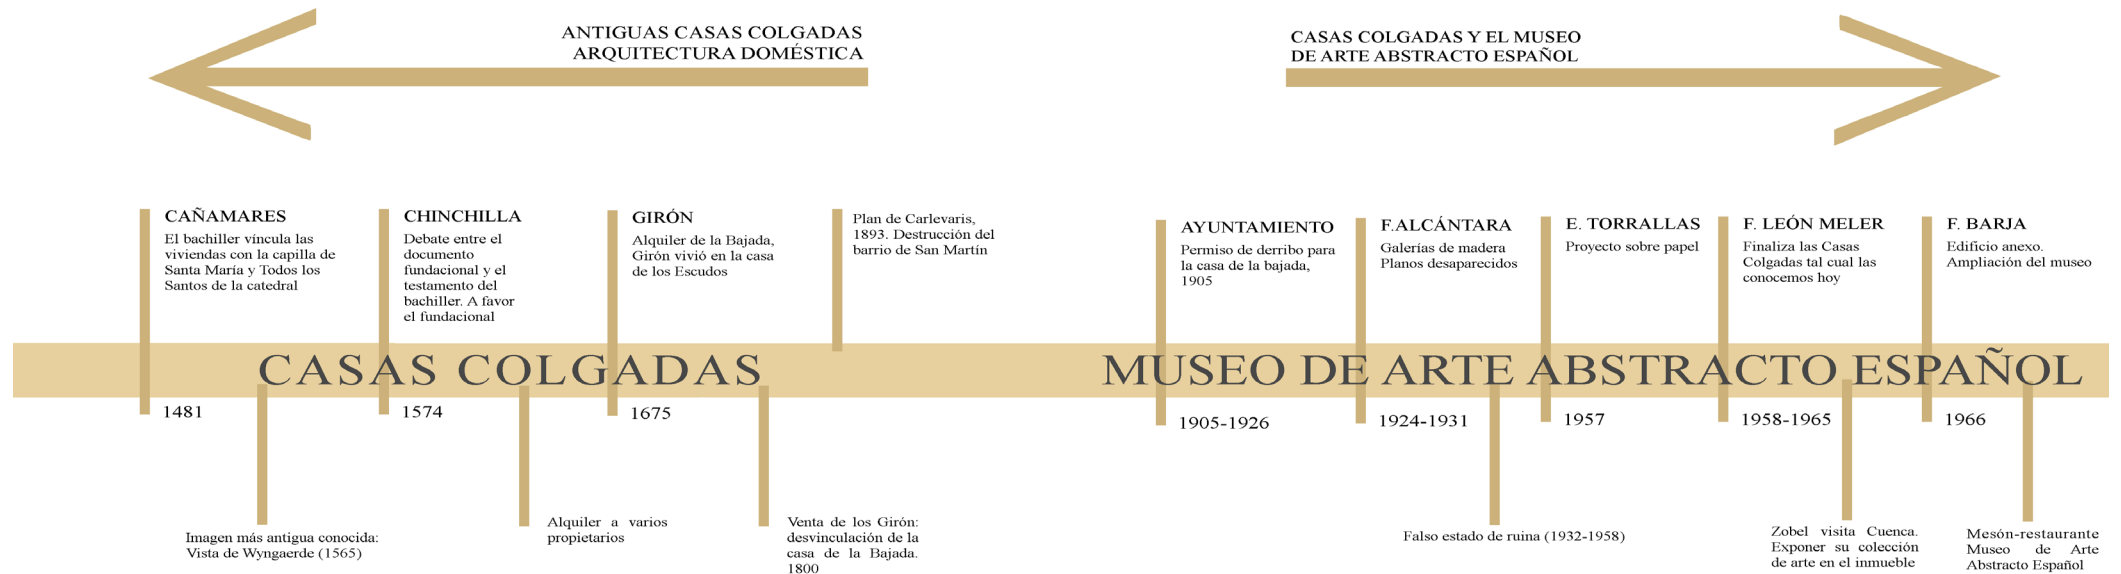 ANTIGUAS CASAS COLGADAS
ARQUITECTURA DOMÉSTICA
CASAS COLGADAS Y EL MUSEO
DE ARTE ABSTRACTO ESPAÑOL
CAÑAMARES
El bachiller víncula las
viviendas con la capilla de
Santa María y Todos los
Santos de la catedral
CHINCHILLA
Debate entre el
documento
fundacional y el
testamento del
bachiller. A favor
el fundacional
GIRÓN
Alquiler de la Bajada,
Girón vivió en la casa
de los Escudos
Plan de Carlevaris,
1893. Destrucción del
barrio de San Martín
AYUNTAMIENTO
Permiso de derribo para
la casa de la bajada,
1905
F.ALCÁNTARA
Galerías de madera
Planos desaparecidos
E. TORRALLAS
Proyecto sobre papel
F. LEÓN MELER
Finaliza las Casas
Colgadas tal cual las
conocemos hoy
F. BARJA
Edificio anexo.
Ampliación del museo
CASAS COLGADAS
MUSEO DE ARTE ABSTRACTO ESPAÑOL
1481
1574
1675
1905-1926
1924-1931
1957
1958-1965
1966
Imagen más antigua conocida:
Vista de Wyngaerde (1565)
Alquiler a varios
propietarios
Venta de los Girón:
desvinculación de la
casa de la Bajada.
1800
Falso estado de ruina (1932-1958)
Zobel visita Cuenca.
Exponer su colección
de arte en el inmueble
Mesón-restaurante
Museo de Arte
Abstracto Español